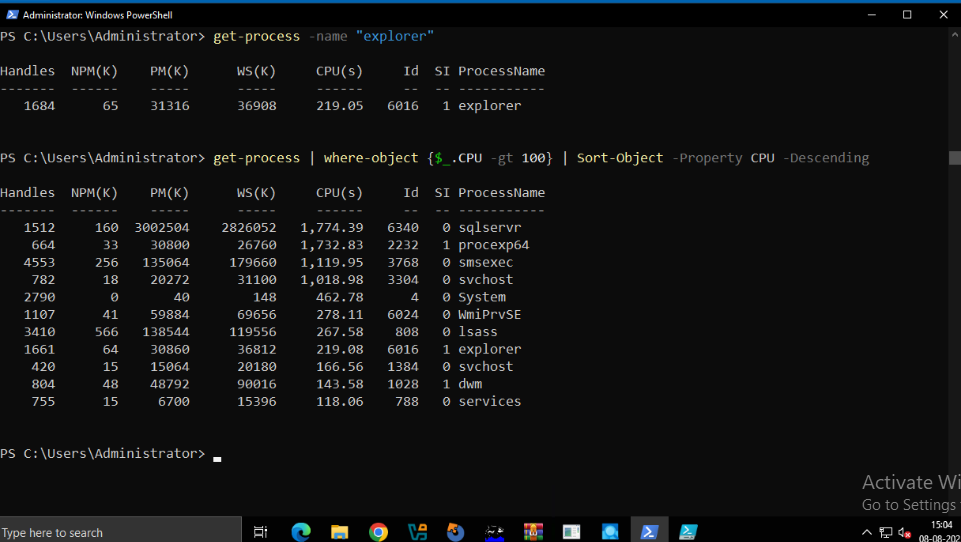 Administrator: Windows PowerShell
PS C:\Users\Administrator> get-process -name "explorer"
Handles NPM(K) PM(K) WS(K) CPU(s) Id SI ProcessName
------- ------ ----- ----- ------ -- -- -----------
1684 65 31316 36908 219.05 6016 1 explorer
PS C:\Users\Administrator> get-process | where-object {$_.CPU -gt 100} | Sort-Object -Property CPU -Descending
Handles NPM(K) PM(K) WS(K) CPU(s) Id SI ProcessName
------- ------ ----- ----- ------ -- -- -----------
1512 160 3002504 2826052 1,774.39 6340 0 sqlservr
664 33 30800 26760 1,732.83 2232 1 procexp64
4553 256 135064 179660 1,119.95 3768 0 smsexec
782 18 20272 31100 1,018.98 3304 0 svchost
2790 0 40 148 462.78 4 0 System
1107 41 59884 69656 278.11 6024 0 WmiPrvSE
3410 566 138544 119556 267.58 808 0 lsass
1661 64 30860 36812 219.08 6016 1 explorer
420 15 15064 20180 166.56 1384 0 svchost
804 48 48792 90016 143.58 1028 1 dwm
755 15 6700 15396 118.06 788 0 services
PS C:\Users\Administrator>
Activate Wi
Go to Settings
Type here to search
15:04
08-08-202